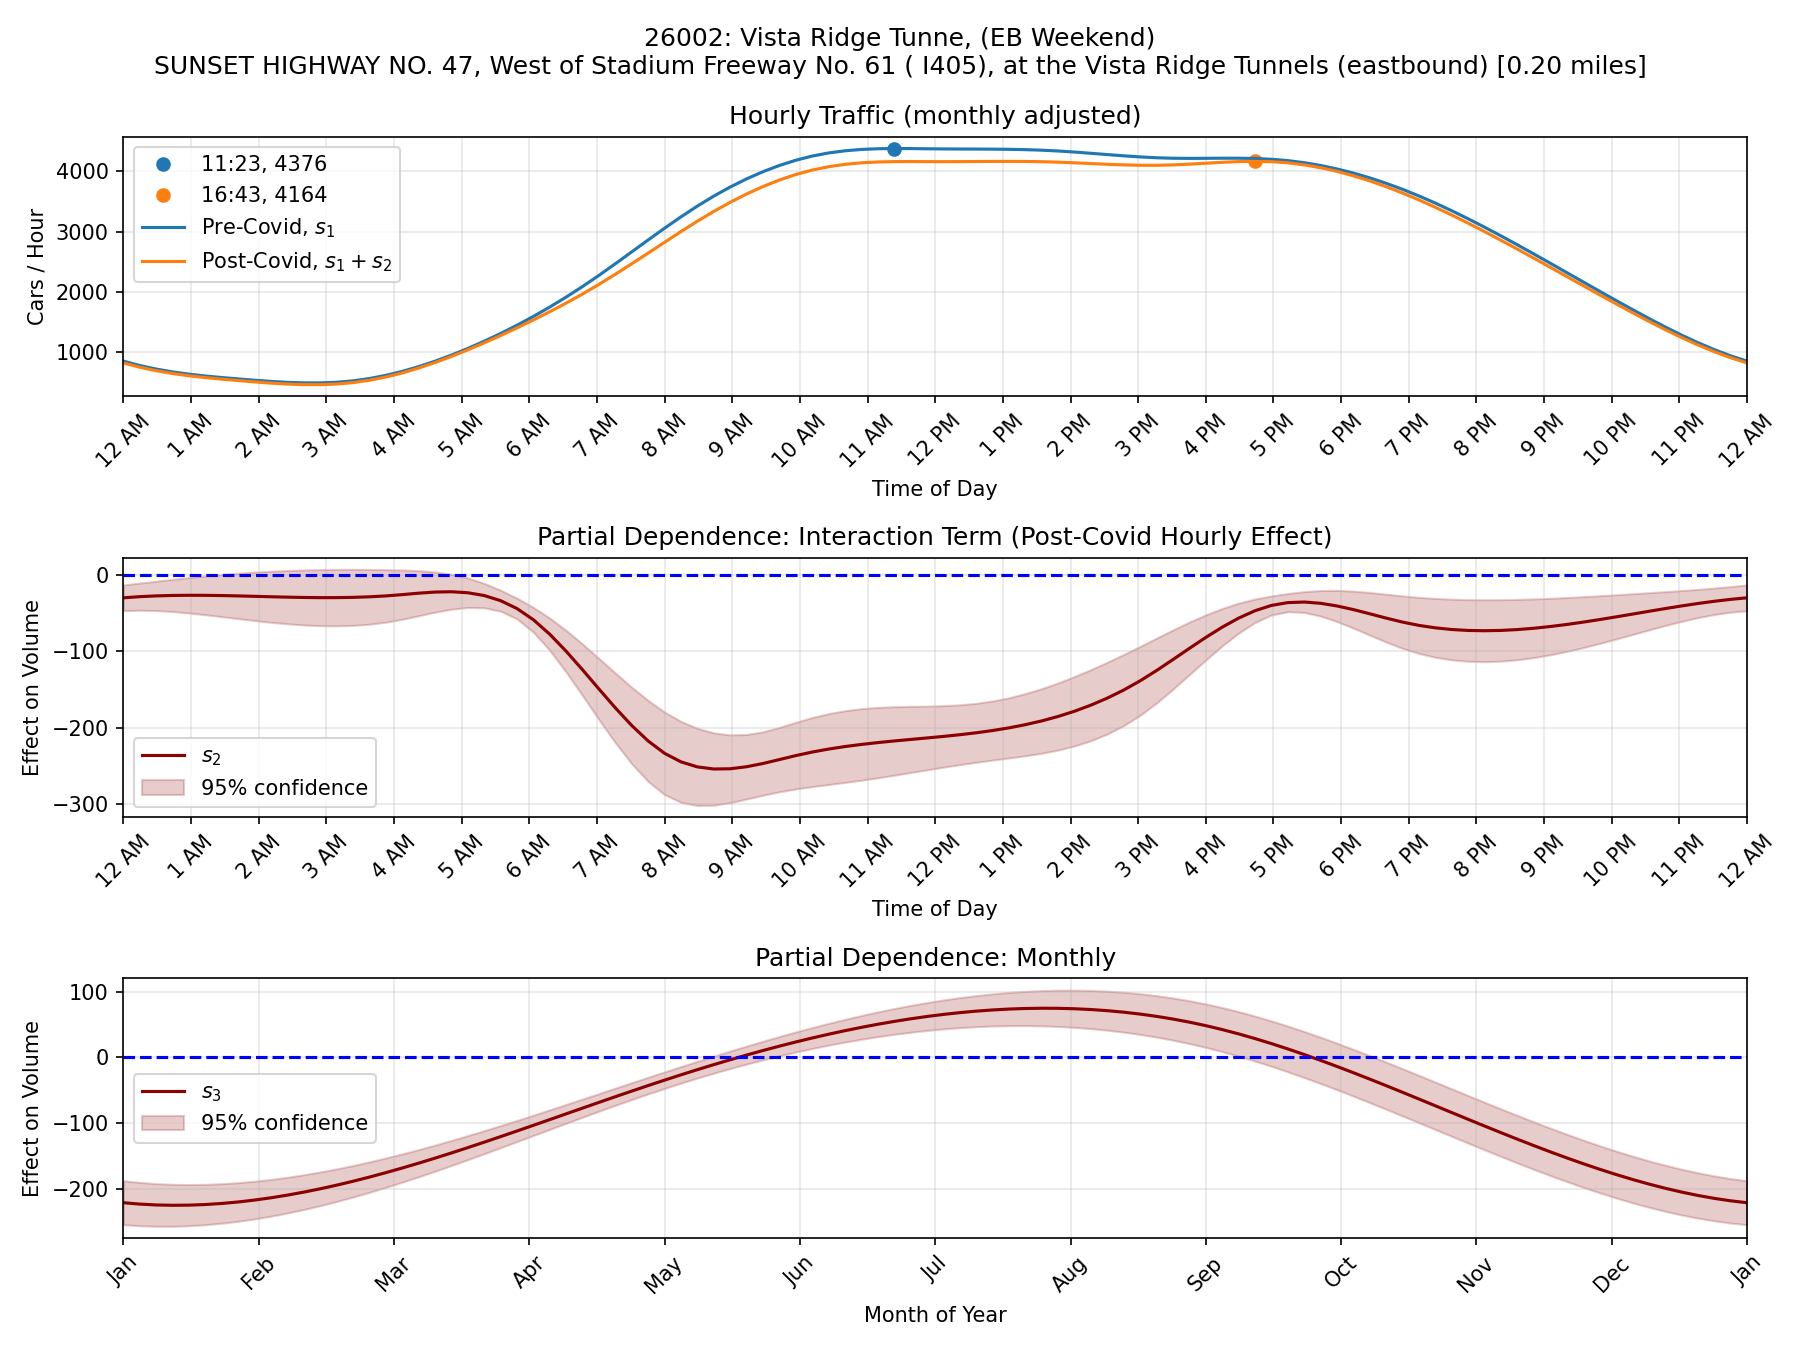 26002: Vista Ridge Tunne, (EB Weekend)
SUNSET HIGHWAY NO. 47, West of Stadium Freeway No. 61 ( I405), at the Vista Ridge Tunnels (eastbound) [0.20 miles]
Hourly Traffic (monthly adjusted)
Cars / Hour
4000
3000
2000
1000
11:23, 4376
16:43, 4164
Pre-Covid, s₁
Post-Covid, s₁ + s₂
12 AM 1 AM 2 AM 3 AM 4 AM 5 AM 6 AM 7 AM 8 AM 9 AM 10 AM 11 AM 12 PM 1 PM 2 PM 3 PM 4 PM 5 PM 6 PM 7 PM 8 PM 9 PM 10 PM 11 PM 12 AM
Time of Day
Partial Dependence: Interaction Term (Post-Covid Hourly Effect)
Effect on Volume
0
−100
−200
−300
s₂
95% confidence
12 AM 1 AM 2 AM 3 AM 4 AM 5 AM 6 AM 7 AM 8 AM 9 AM 10 AM 11 AM 12 PM 1 PM 2 PM 3 PM 4 PM 5 PM 6 PM 7 PM 8 PM 9 PM 10 PM 11 PM 12 AM
Time of Day
Partial Dependence: Monthly
Effect on Volume
100
0
−100
−200
s₃
95% confidence
Jan Feb Mar Apr May Jun Jul Aug Sep Oct Nov Dec Jan
Month of Year